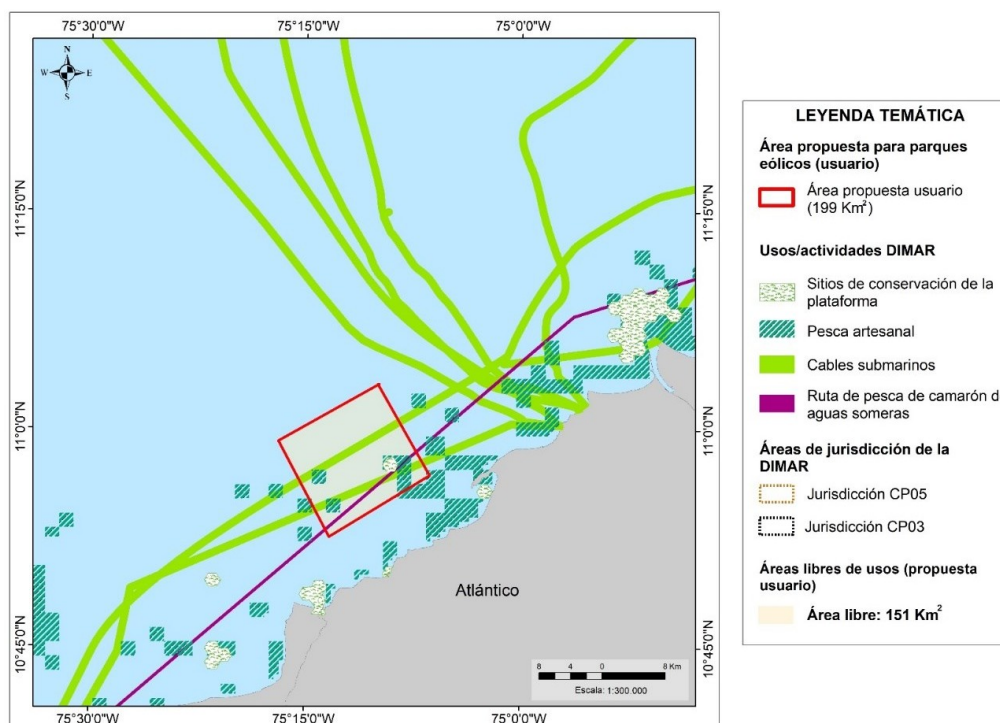 75°30'0"W
75°15'0"W
75°0'0"W
N
W
E
S
11°15'0"N
11°15'0"N
11°0'0"N
11°0'0"N
10°45'0"N
10°45'0"N
Atlántico
8 4 0 8 Km
Escala: 1:300.000
75°30'0"W
75°15'0"W
75°0'0"W
LEYENDA TEMÁTICA
Área propuesta para parques
eólicos (usuario)
Área propuesta usuario
(199 Km²)
Usos/actividades DIMAR
Sitios de conservación de la
plataforma
Pesca artesanal
Cables submarinos
Ruta de pesca de camarón d
aguas someras
Áreas de jurisdicción de la
DIMAR
Jurisdicción CP05
Jurisdicción CP03
Áreas libres de usos (propuesta
usuario)
Área libre: 151 Km²